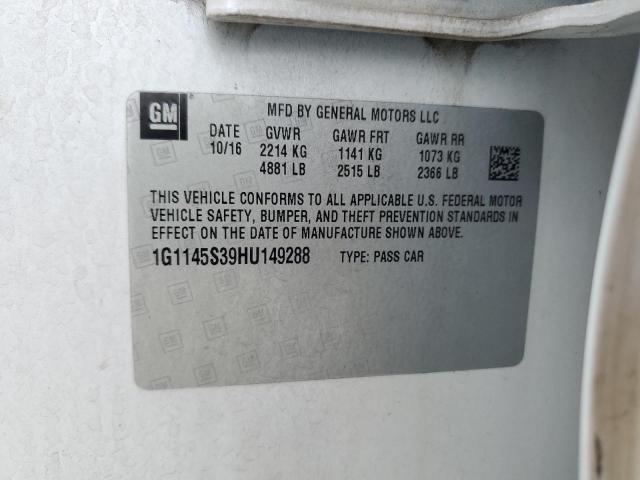 GM
MFD BY GENERAL MOTORS LLC
DATE GVWR GAWR FRT GAWR RR
10/16 2214 KG 1141 KG 1073 KG
4881 LB 2515 LB 2366 LB
THIS VEHICLE CONFORMS TO ALL APPLICABLE U.S. FEDERAL MOTOR
VEHICLE SAFETY, BUMPER, AND THEFT PREVENTION STANDARDS IN
EFFECT ON THE DATE OF MANUFACTURE SHOWN ABOVE.
1G1145S39HU149288 TYPE: PASS CAR